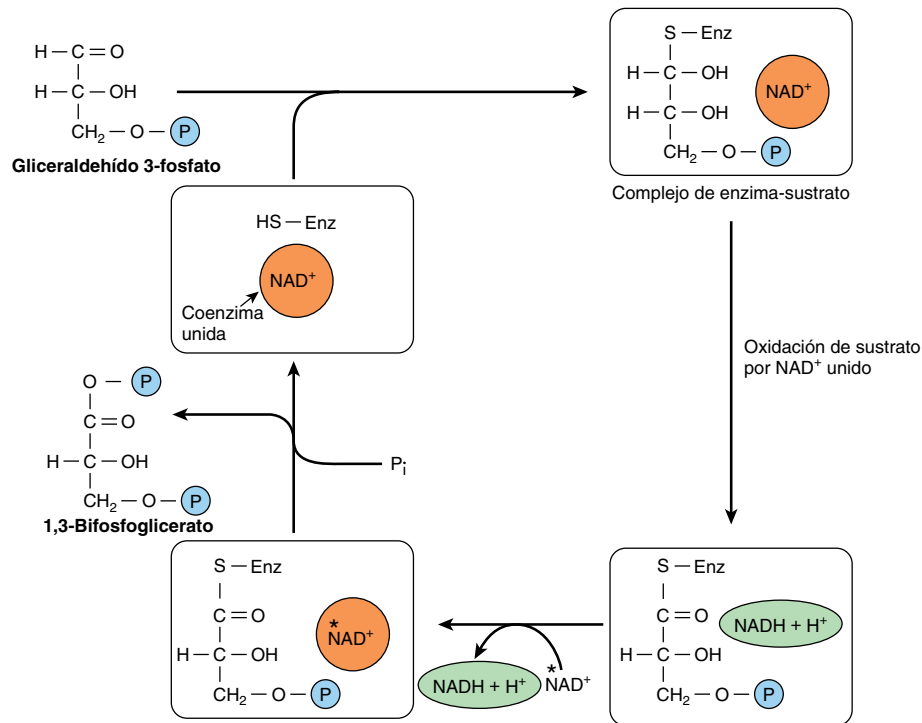 H—C=O
H—C—OH
CH₂—O—P
Gliceraldehído 3-fosfato
S—Enz
H—C—OH
H—C—OH
CH₂—O—P
NAD⁺
Complejo de enzima-sustrato
HS—Enz
NAD⁺
Coenzima
unida
Oxidación de sustrato
por NAD⁺ unido
O—P
C=O
H—C—OH
CH₂—O—P
1,3-Bifosfoglicerato
Pᵢ
S—Enz
C=O
H—C—OH
CH₂—O—P
*NAD⁺
NADH + H⁺
*NAD⁺
S—Enz
C=O
H—C—OH
CH₂—O—P
NADH + H⁺